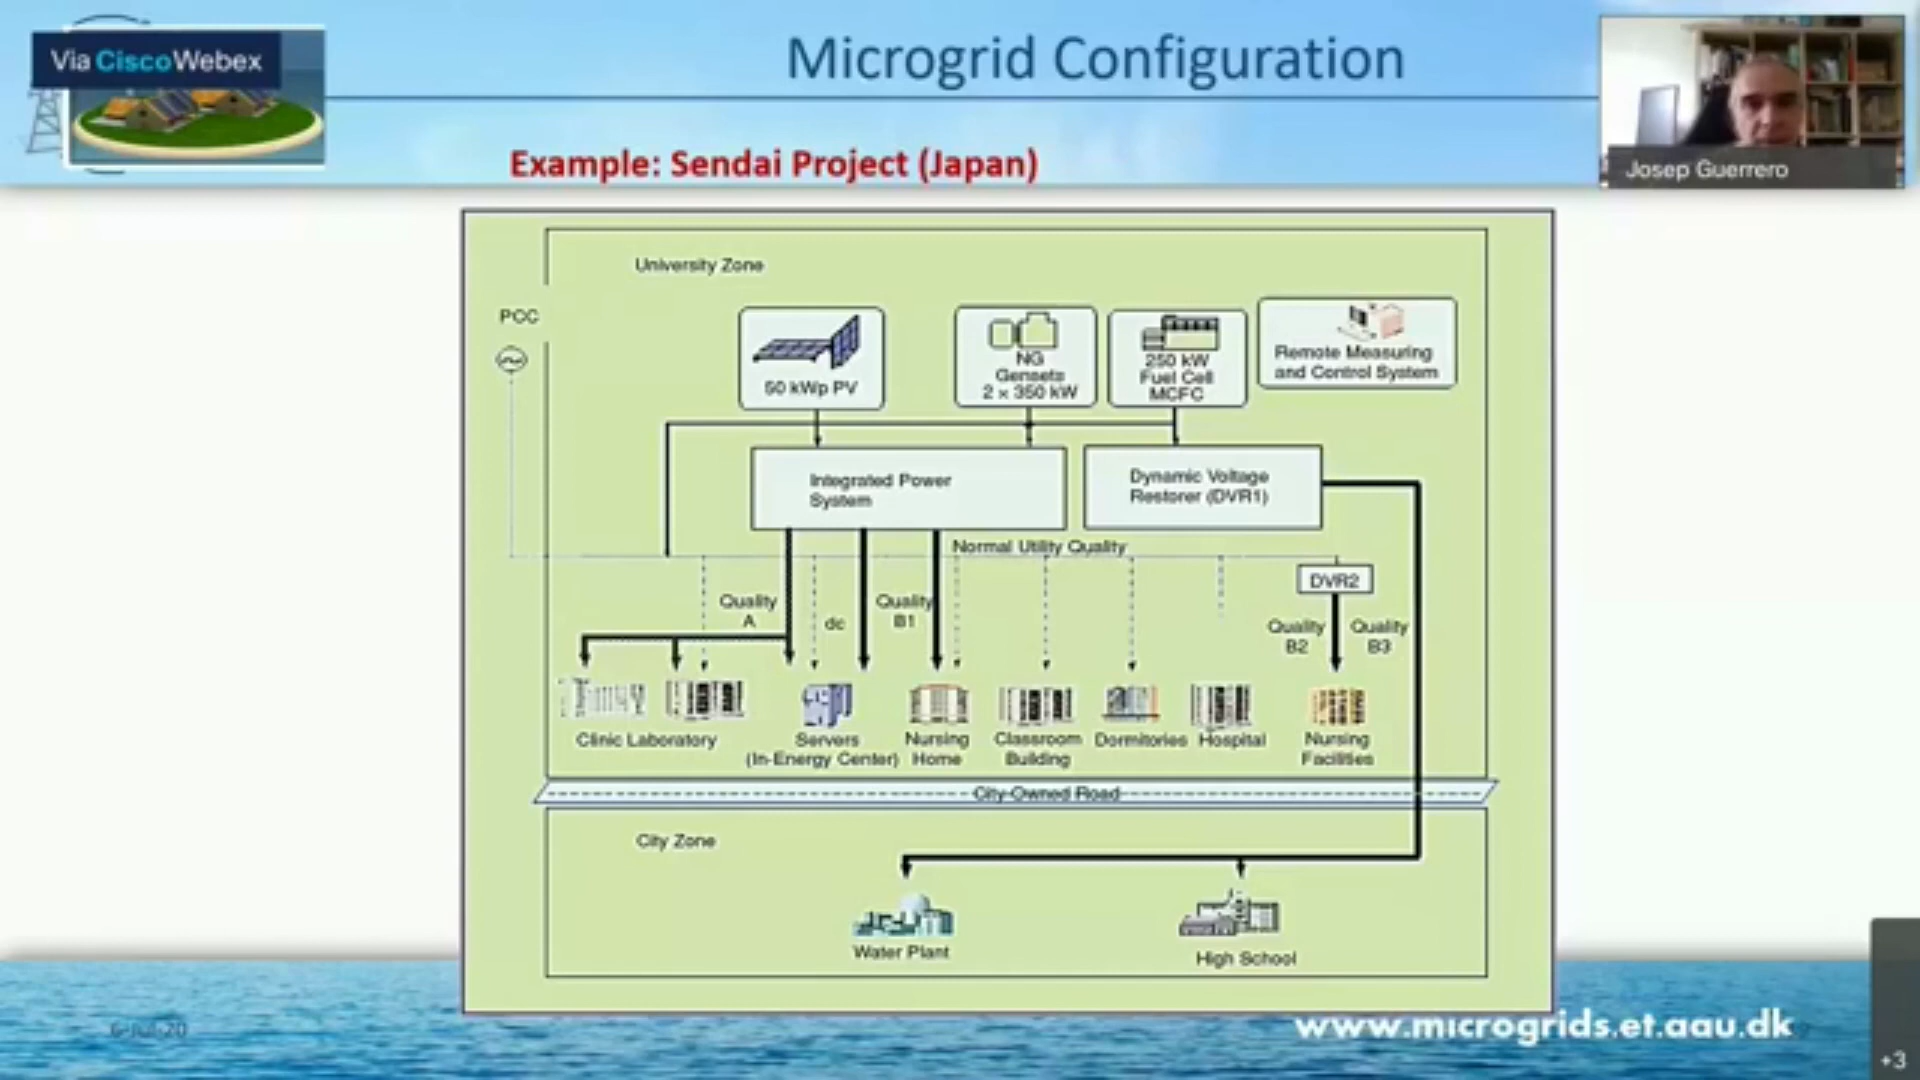 Via Cisco Webex
Microgrid Configuration
Example: Sendai Project (Japan)
Josep Guerrero
University Zone
PCC
50 kWp PV
NG
Gensets
2 × 350 kW
250 kW
Fuel Cell
MCFC
Remote Measuring
and Control System
Integrated Power
System
Dynamic Voltage
Restorer (DVR1)
Normal Utility Quality
DVR2
Quality
A
dc
Quality
B1
Quality
B2
Quality
B3
Clinic Laboratory
Servers
(In-Energy Center)
Nursing
Home
Classroom
Building
Dormitories
Hospital
Nursing
Facilities
City-Owned Road
City Zone
Water Plant
High School
6-Jul-20
www.microgrids.et.aau.dk
+3